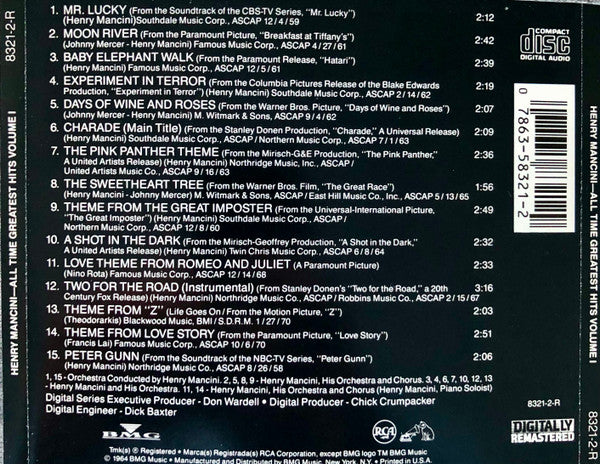 8321-2-R
HENRY MANCINI—ALL TIME GREATEST HITS VOLUME I
1. MR. LUCKY (From the Soundtrack of the CBS-TV Series, "Mr. Lucky") 2:12
(Henry Mancini)Southdale Music Corp., ASCAP 12/4/59
2. MOON RIVER (From the Paramount Picture, "Breakfast at Tiffany's") 2:42
(Johnny Mercer - Henry Mancini) Famous Music Corp., ASCAP 4/27/61
3. BABY ELEPHANT WALK (From the Paramount Release, "Hatari") 2:39
(Henry Mancini) Famous Music Corp., ASCAP 12/5/61
4. EXPERIMENT IN TERROR (From the Columbia Pictures Release of the Blake Edwards 2:19
Production, "Experiment in Terror") (Henry Mancini) Southdale Music Corp., ASCAP 2/14/62
5. DAYS OF WINE AND ROSES (From the Warner Bros. Picture, "Days of Wine and Roses") 2:07
(Johnny Mercer - Henry Mancini) M. Witmark & Sons, ASCAP 9/4/62
6. CHARADE (Main Title) (From the Stanley Donen Production, "Charade," A Universal Release) 2:09
(Henry Mancini) Southdale Music Corp., ASCAP / Northern Music Corp., ASCAP 7/1/63
7. THE PINK PANTHER THEME (From the Mirisch-G&E Production, "The Pink Panther," 2:36
A United Artists Release) (Henry Mancini) Northridge Music, Inc., ASCAP /
United Artists Music Co., ASCAP 9/16/63
8. THE SWEETHEART TREE (From the Warner Bros. Film, "The Great Race") 1:56
(Henry Mancini - Johnny Mercer) M. Witmark & Sons, ASCAP / East Hill Music Co., Inc., ASCAP 5/13/65
9. THEME FROM THE GREAT IMPOSTER (From the Universal-International Picture, 2:49
"The Great Imposter") (Henry Mancini) Southdale Music Corp., ASCAP /
Northern Music Corp., ASCAP 12/8/60
10. A SHOT IN THE DARK (From the Mirisch-Geoffrey Production, "A Shot in the Dark," 2:32
A United Artists Release) (Henry Mancini) Twin Chris Music Corp., ASCAP 6/8/64
11. LOVE THEME FROM ROMEO AND JULIET (A Paramount Picture) 2:33
(Nino Rota) Famous Music Corp., ASCAP 12/14/68
12. TWO FOR THE ROAD (Instrumental) (From Stanley Donen's "Two for the Road," a 20th 3:16
Century Fox Release) (Henry Mancini) Northridge Music Co., ASCAP / Robbins Music Co., ASCAP 2/15/67
13. THEME FROM "Z" (Life Goes On / From the Motion Picture, "Z") 2:03
(Theodorarkis) Blackwood Music, BMI / S.D.R.M. 1/27/70
14. THEME FROM LOVE STORY (From the Paramount Picture, "Love Story") 2:51
(Francis Lai) Famous Music Corp., ASCAP 10/6/70
15. PETER GUNN (From the Soundtrack of the NBC-TV Series, "Peter Gunn") 2:06
(Henry Mancini) Northridge Music Co., ASCAP 8/26/58
1, 15 - Orchestra Conducted by Henry Mancini. 2, 5, 8, 9 - Henry Mancini, His Orchestra and Chorus. 3, 4, 6, 7, 10, 12, 13
- Henry Mancini and His Orchestra. 11, 14 - Henry Mancini, His Orchestra and Chorus (Henry Mancini, Piano Soloist)
Digital Series Executive Producer - Don Wardell • Digital Producer - Chick Crumpacker
Digital Engineer - Dick Baxter
BMG
MUSIC
RCA
Tmk(s) ® Registered • Marca(s) Registrada(s) RCA Corporation, except BMG logo TM BMG Music
© 1964 BMG Music • Manufactured and Distributed by BMG Music, New York, N.Y. • Printed in U.S.A.
COMPACT
disc
DIGITAL AUDIO
0 7863-58321-2
8321-2-R
DIGITALLY
REMASTERED
HENRY MANCINI—ALL TIME GREATEST HITS VOLUME I
8321-2-R